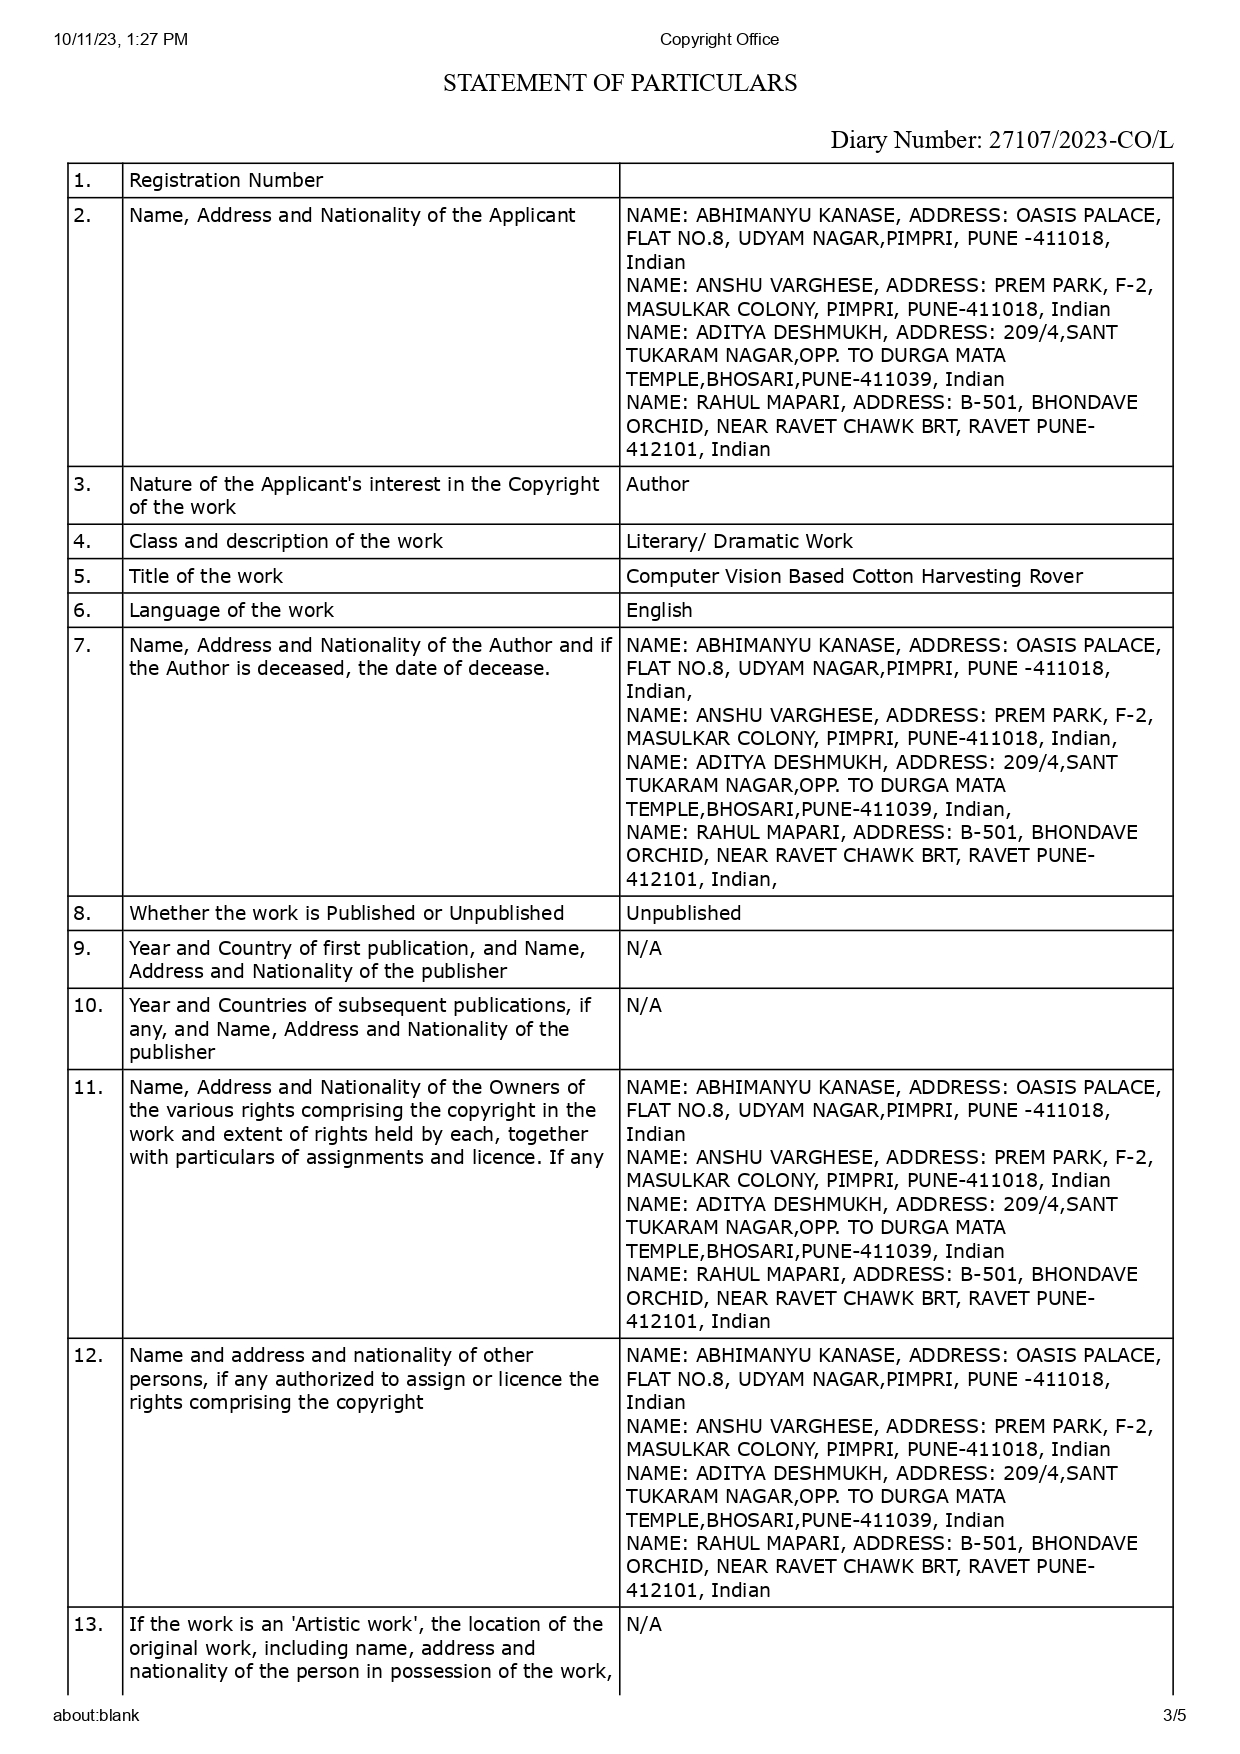 10/11/23, 1:27 PM
Copyright Office
STATEMENT OF PARTICULARS
Diary Number: 27107/2023-CO/L
1.
Registration Number
2.
Name, Address and Nationality of the Applicant
NAME: ABHIMANYU KANASE, ADDRESS: OASIS PALACE,
FLAT NO.8, UDYAM NAGAR,PIMPRI, PUNE -411018,
Indian
NAME: ANSHU VARGHESE, ADDRESS: PREM PARK, F-2,
MASULKAR COLONY, PIMPRI, PUNE-411018, Indian
NAME: ADITYA DESHMUKH, ADDRESS: 209/4,SANT
TUKARAM NAGAR,OPP. TO DURGA MATA
TEMPLE,BHOSARI,PUNE-411039, Indian
NAME: RAHUL MAPARI, ADDRESS: B-501, BHONDAVE
ORCHID, NEAR RAVET CHAWK BRT, RAVET PUNE-
412101, Indian
3.
Nature of the Applicant's interest in the Copyright
of the work
Author
4.
Class and description of the work
Literary/ Dramatic Work
5.
Title of the work
Computer Vision Based Cotton Harvesting Rover
6.
Language of the work
English
7.
Name, Address and Nationality of the Author and if
the Author is deceased, the date of decease.
NAME: ABHIMANYU KANASE, ADDRESS: OASIS PALACE,
FLAT NO.8, UDYAM NAGAR,PIMPRI, PUNE -411018,
Indian,
NAME: ANSHU VARGHESE, ADDRESS: PREM PARK, F-2,
MASULKAR COLONY, PIMPRI, PUNE-411018, Indian,
NAME: ADITYA DESHMUKH, ADDRESS: 209/4,SANT
TUKARAM NAGAR,OPP. TO DURGA MATA
TEMPLE,BHOSARI,PUNE-411039, Indian,
NAME: RAHUL MAPARI, ADDRESS: B-501, BHONDAVE
ORCHID, NEAR RAVET CHAWK BRT, RAVET PUNE-
412101, Indian,
8.
Whether the work is Published or Unpublished
Unpublished
9.
Year and Country of first publication, and Name,
Address and Nationality of the publisher
N/A
10.
Year and Countries of subsequent publications, if
any, and Name, Address and Nationality of the
publisher
N/A
11.
Name, Address and Nationality of the Owners of
the various rights comprising the copyright in the
work and extent of rights held by each, together
with particulars of assignments and licence. If any
NAME: ABHIMANYU KANASE, ADDRESS: OASIS PALACE,
FLAT NO.8, UDYAM NAGAR,PIMPRI, PUNE -411018,
Indian
NAME: ANSHU VARGHESE, ADDRESS: PREM PARK, F-2,
MASULKAR COLONY, PIMPRI, PUNE-411018, Indian
NAME: ADITYA DESHMUKH, ADDRESS: 209/4,SANT
TUKARAM NAGAR,OPP. TO DURGA MATA
TEMPLE,BHOSARI,PUNE-411039, Indian
NAME: RAHUL MAPARI, ADDRESS: B-501, BHONDAVE
ORCHID, NEAR RAVET CHAWK BRT, RAVET PUNE-
412101, Indian
12.
Name and address and nationality of other
persons, if any authorized to assign or licence the
rights comprising the copyright
NAME: ABHIMANYU KANASE, ADDRESS: OASIS PALACE,
FLAT NO.8, UDYAM NAGAR,PIMPRI, PUNE -411018,
Indian
NAME: ANSHU VARGHESE, ADDRESS: PREM PARK, F-2,
MASULKAR COLONY, PIMPRI, PUNE-411018, Indian
NAME: ADITYA DESHMUKH, ADDRESS: 209/4,SANT
TUKARAM NAGAR,OPP. TO DURGA MATA
TEMPLE,BHOSARI,PUNE-411039, Indian
NAME: RAHUL MAPARI, ADDRESS: B-501, BHONDAVE
ORCHID, NEAR RAVET CHAWK BRT, RAVET PUNE-
412101, Indian
13.
If the work is an 'Artistic work', the location of the
original work, including name, address and
nationality of the person in possession of the work,
N/A
about:blank
3/5